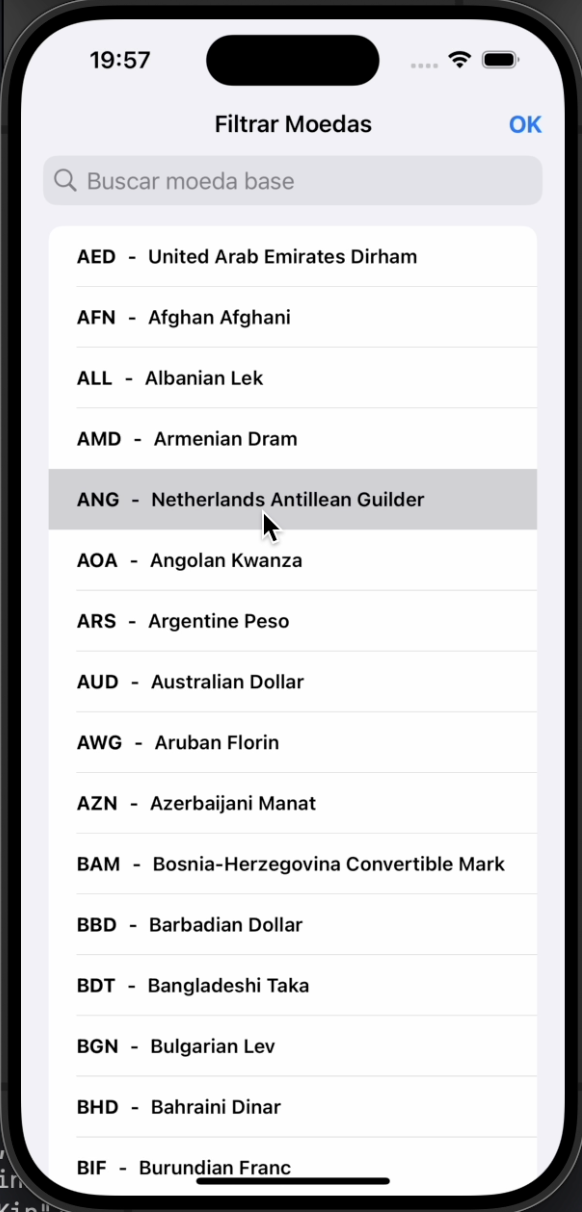 19:57
Filtrar Moedas
OK
Buscar moeda base
AED - United Arab Emirates Dirham
AFN - Afghan Afghani
ALL - Albanian Lek
AMD - Armenian Dram
ANG - Netherlands Antillean Guilder
AOA - Angolan Kwanza
ARS - Argentine Peso
AUD - Australian Dollar
AWG - Aruban Florin
AZN - Azerbaijani Manat
BAM - Bosnia-Herzegovina Convertible Mark
BBD - Barbadian Dollar
BDT - Bangladeshi Taka
BGN - Bulgarian Lev
BHD - Bahraini Dinar
BIF - Burundian Franc